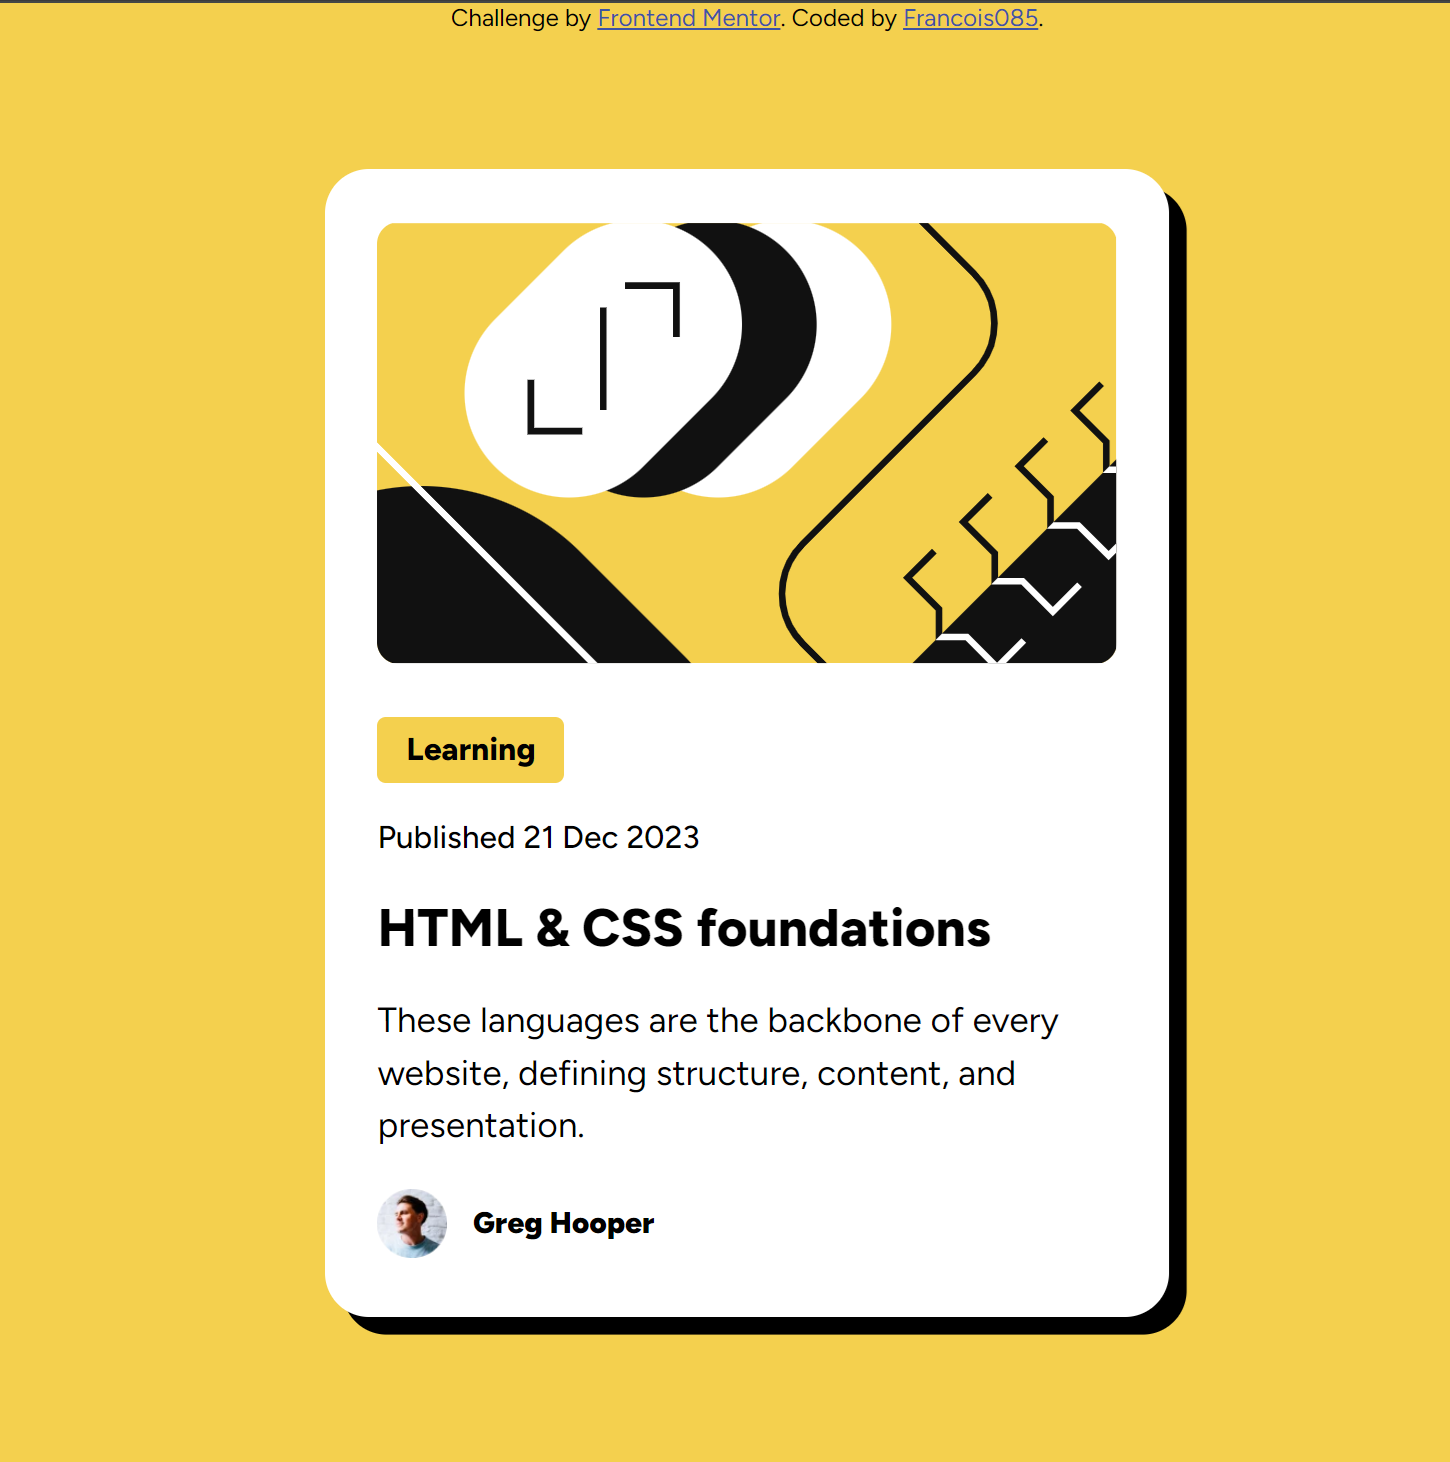 Challenge by Frontend Mentor. Coded by Francois085.
Learning
Published 21 Dec 2023
HTML & CSS foundations
These languages are the backbone of every
website, defining structure, content, and
presentation.
Greg Hooper